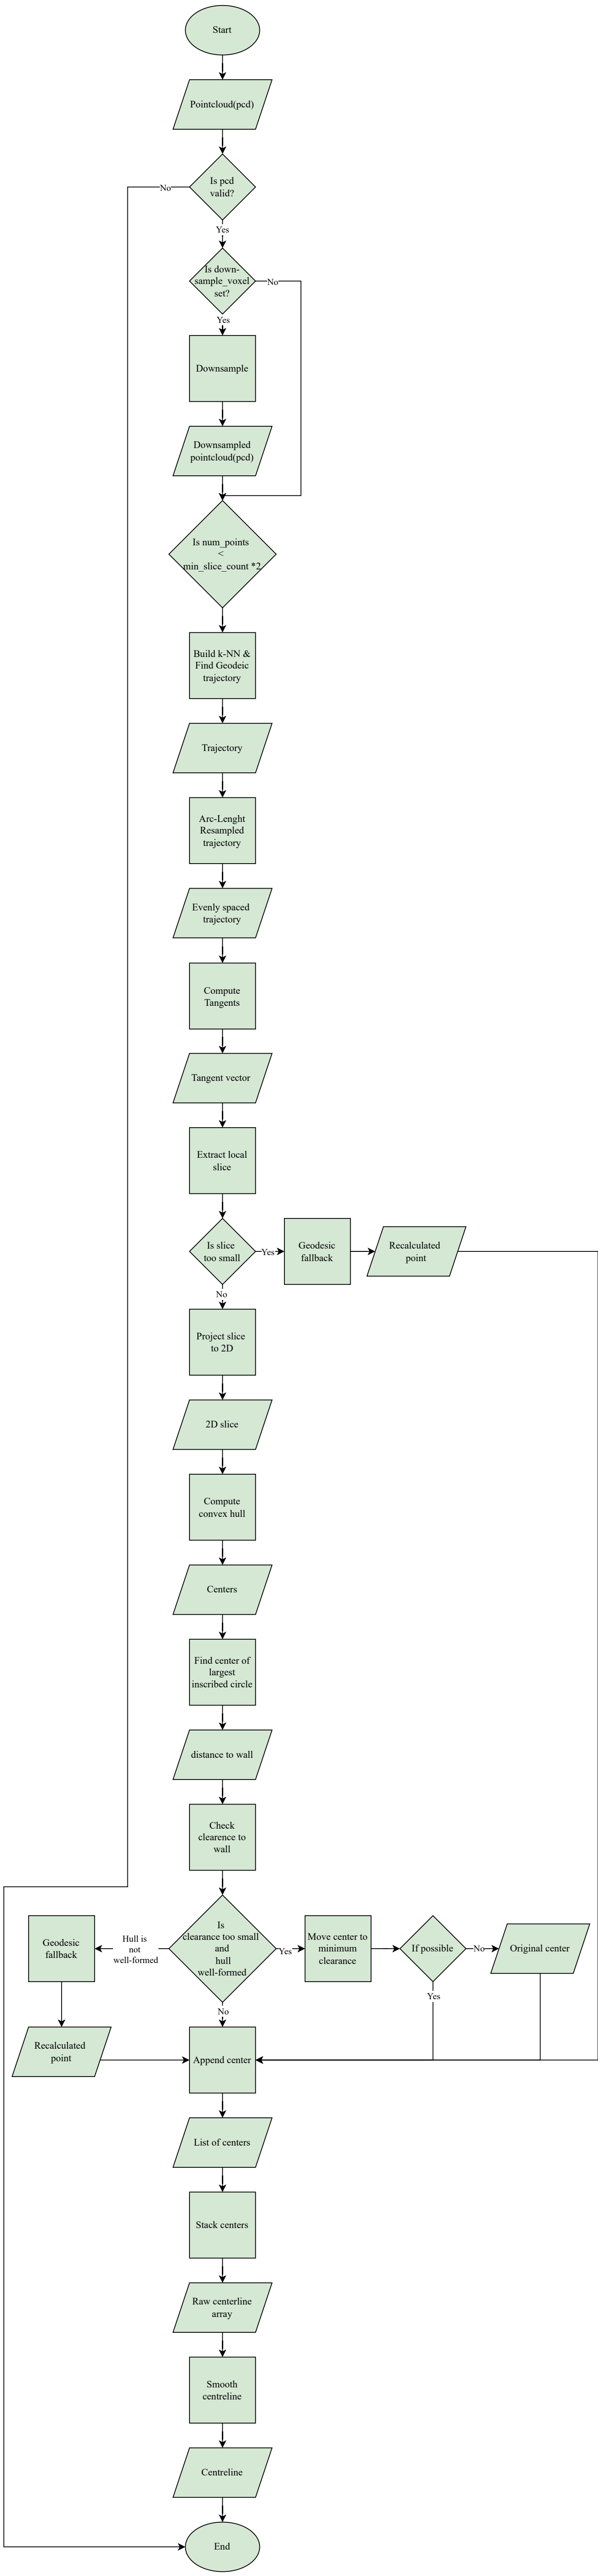 Start
Pointcloud(pcd)
Is pcd
valid?
No
Yes
Is down-
sample_voxel
set?
No
Yes
Downsample
Downsampled
pointcloud(pcd)
Is num_points
<
min_slice_count *2
Build k-NN &
Find Geodeic
trajectory
Trajectory
Arc-Lenght
Resampled
trajectory
Evenly spaced
trajectory
Compute
Tangents
Tangent vector
Extract local
slice
Is slice
too small
Yes
Geodesic
fallback
Recalculated
point
No
Project slice
to 2D
2D slice
Compute
convex hull
Centers
Find center of
largest
inscribed circle
distance to wall
Check
clearence to
wall
Geodesic
fallback
Hull is
not
well-formed
Is
clearance too small
and
hull
well-formed
Yes
Move center to
minimum
clearance
If possible
No
Original center
Yes
No
Recalculated
point
Append center
List of centers
Stack centers
Raw centerline
array
Smooth
centreline
Centreline
End